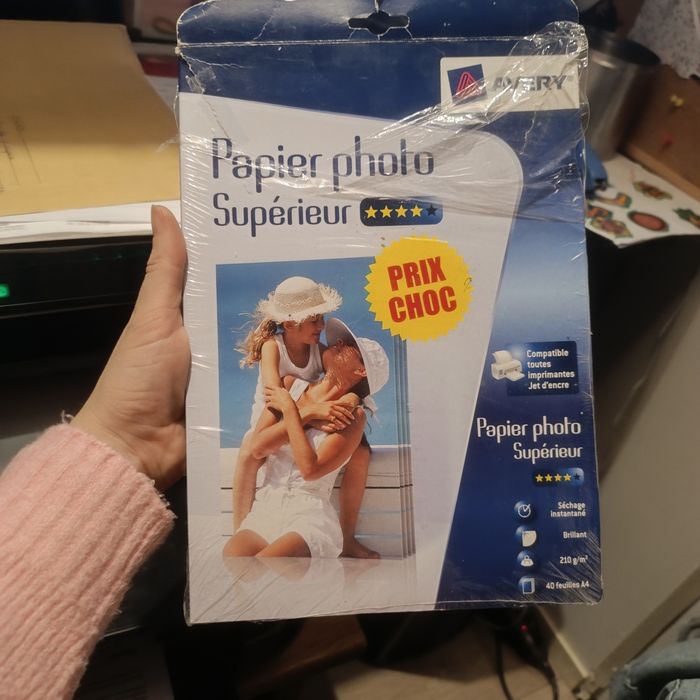 AVERY
Papier photo
Supérieur
PRIX
CHOC
Compatible
toutes
imprimantes
Jet d'encre
Papier photo
Supérieur
Séchage
instantané
Brillant
210 g/m²
40 feuilles A4